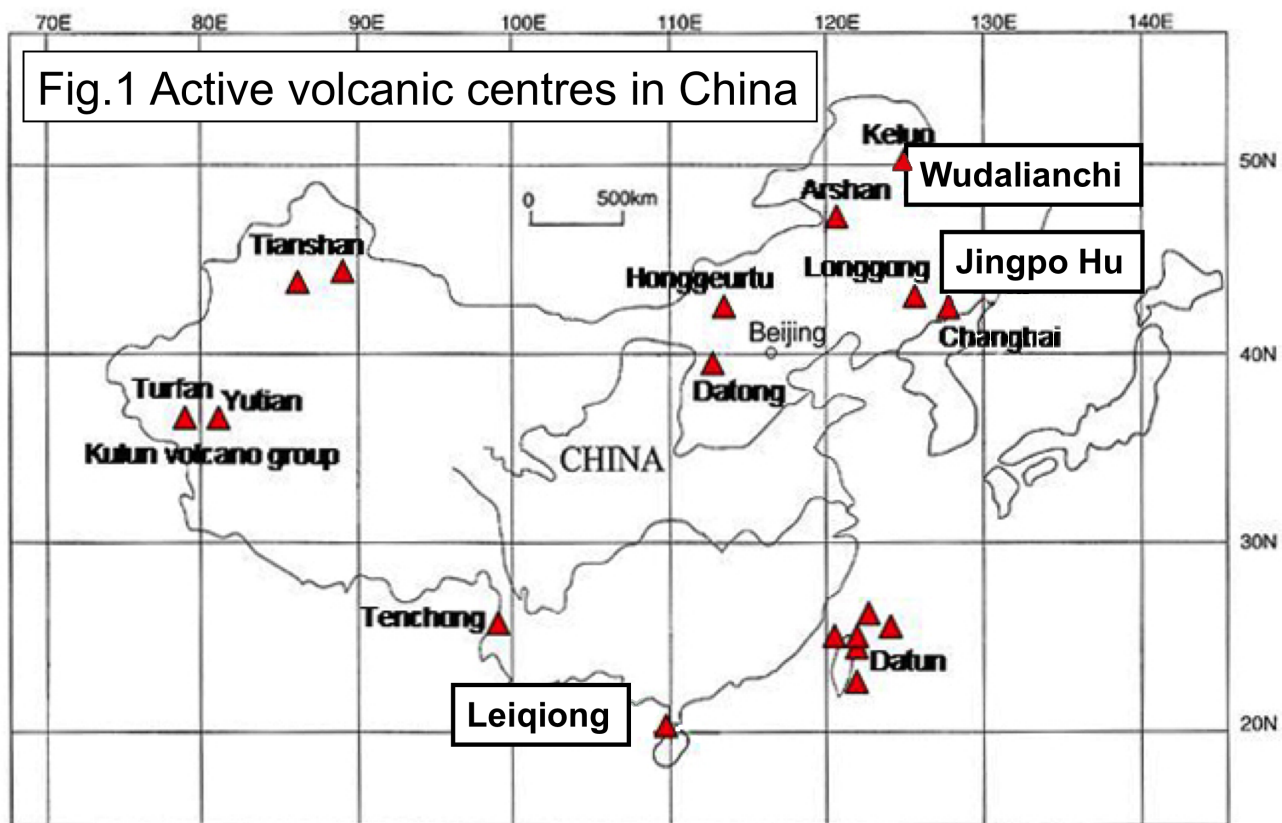 70E 80E 90E 100E 110E 120E 130E 140E
Fig.1 Active volcanic centres in China
Kelun
50N
Wudalianchi
Arshan
0 500km
Tianshan
Jingpo Hu
Longgong
Honggeurtu
Beijing
Changhai
40N
Datong
Turfan
Yutian
Kulun volcano group
CHINA
30N
Tenchong
Datun
Leiqiong
20N